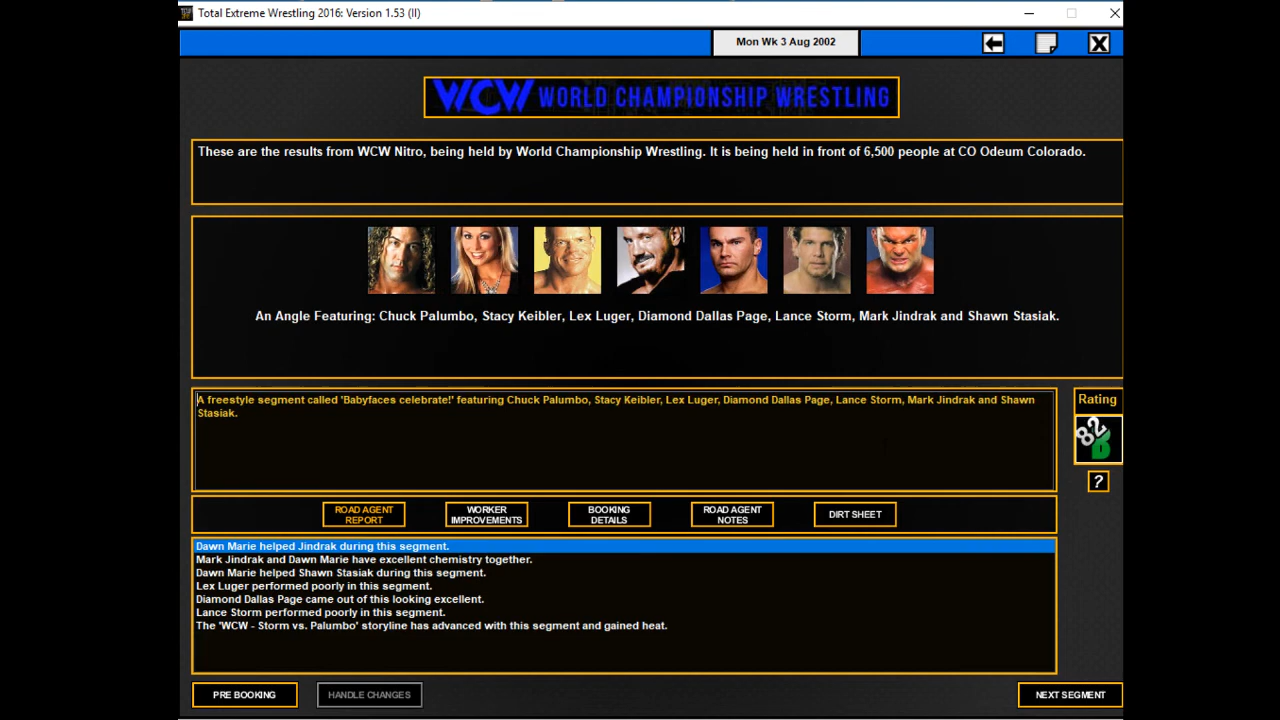 Total Extreme Wrestling 2016: Version 1.53 (II)
Mon Wk 3 Aug 2002
WCW WORLD CHAMPIONSHIP WRESTLING
These are the results from WCW Nitro, being held by World Championship Wrestling. It is being held in front of 6,500 people at CO Odeum Colorado.
An Angle Featuring: Chuck Palumbo, Stacy Keibler, Lex Luger, Diamond Dallas Page, Lance Storm, Mark Jindrak and Shawn Stasiak.
A freestyle segment called 'Babyfaces celebrate!' featuring Chuck Palumbo, Stacy Keibler, Lex Luger, Diamond Dallas Page, Lance Storm, Mark Jindrak and Shawn
Stasiak.
Rating
82
B
?
ROAD AGENT
REPORT
WORKER
IMPROVEMENTS
BOOKING
DETAILS
ROAD AGENT
NOTES
DIRT SHEET
Dawn Marie helped Jindrak during this segment.
Mark Jindrak and Dawn Marie have excellent chemistry together.
Dawn Marie helped Shawn Stasiak during this segment.
Lex Luger performed poorly in this segment.
Diamond Dallas Page came out of this looking excellent.
Lance Storm performed poorly in this segment.
The 'WCW - Storm vs. Palumbo' storyline has advanced with this segment and gained heat.
PRE BOOKING
HANDLE CHANGES
NEXT SEGMENT